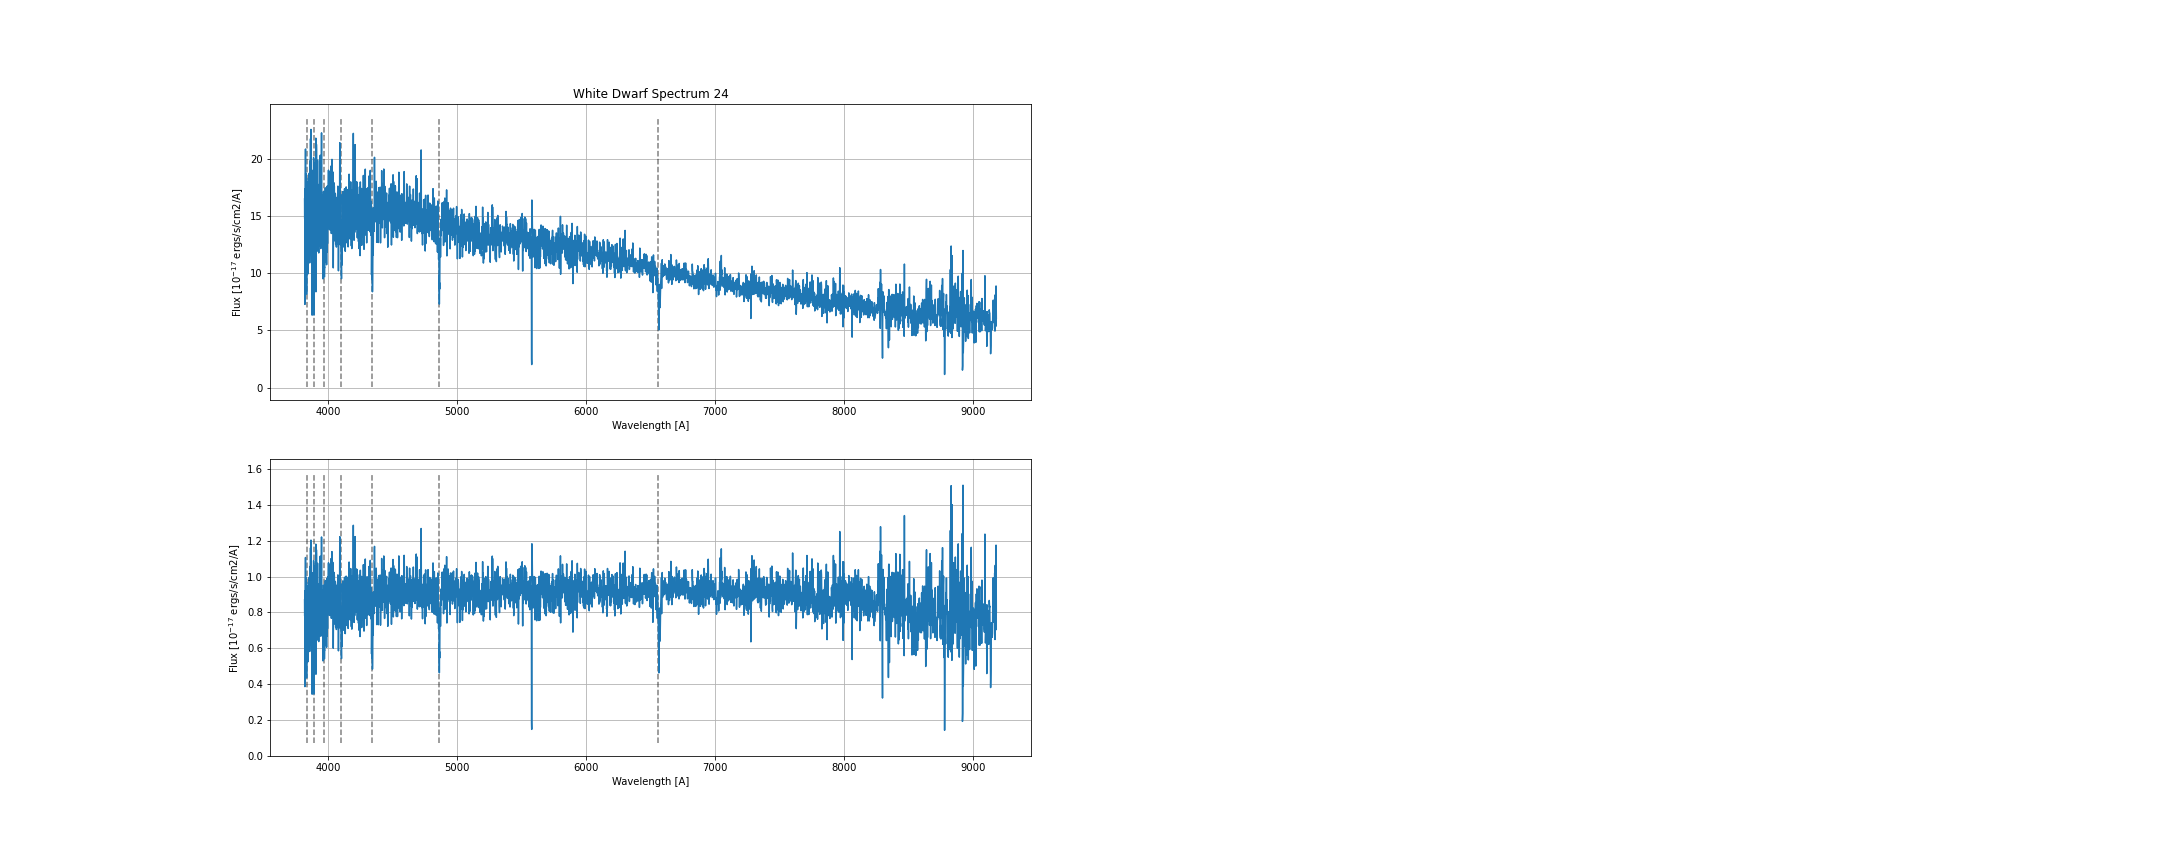 White Dwarf Spectrum 24
Flux [10⁻¹⁷ ergs/s/cm2/A]
20
15
10
5
0
4000 5000 6000 7000 8000 9000
Wavelength [A]
Flux [10⁻¹⁷ ergs/s/cm2/A]
1.6
1.4
1.2
1.0
0.8
0.6
0.4
0.2
0.0
4000 5000 6000 7000 8000 9000
Wavelength [A]